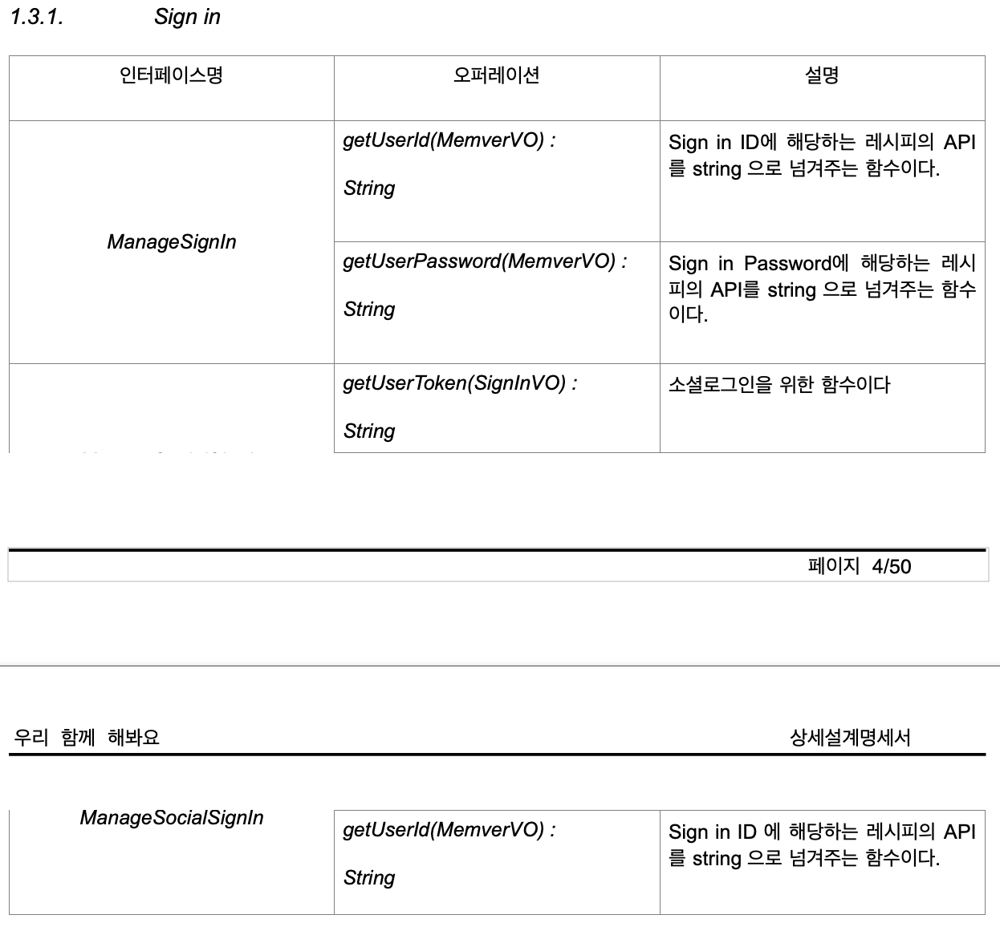 1.3.1. Sign in
인터페이스명 오퍼레이션 설명
ManageSignIn
getUserId(MemverVO) :
String
Sign in ID에 해당하는 레시피의 API
를 string 으로 넘겨주는 함수이다.
getUserPassword(MemverVO) :
String
Sign in Password에 해당하는 레시
피의 API를 string 으로 넘겨주는 함수
이다.
getUserToken(SignInVO) :
String
소셜로그인을 위한 함수이다
페이지 4/50
우리 함께 해봐요 상세설계명세서
ManageSocialSignIn
getUserId(MemverVO) :
String
Sign in ID 에 해당하는 레시피의 API
를 string 으로 넘겨주는 함수이다.